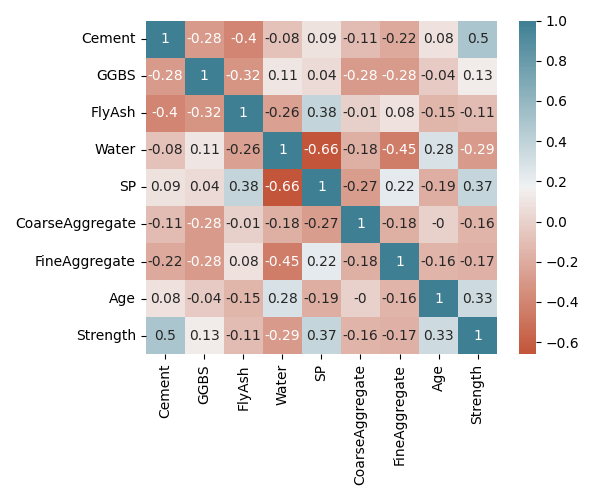 Cement 1 -0.28 -0.4 -0.08 0.09 -0.11 -0.22 0.08 0.5
GGBS -0.28 1 -0.32 0.11 0.04 -0.28 -0.28 -0.04 0.13
FlyAsh -0.4 -0.32 1 -0.26 0.38 -0.01 0.08 -0.15 -0.11
Water -0.08 0.11 -0.26 1 -0.66 -0.18 -0.45 0.28 -0.29
SP 0.09 0.04 0.38 -0.66 1 -0.27 0.22 -0.19 0.37
CoarseAggregate -0.11 -0.28 -0.01 -0.18 -0.27 1 -0.18 -0 -0.16
FineAggregate -0.22 -0.28 0.08 -0.45 0.22 -0.18 1 -0.16 -0.17
Age 0.08 -0.04 -0.15 0.28 -0.19 -0 -0.16 1 0.33
Strength 0.5 0.13 -0.11 -0.29 0.37 -0.16 -0.17 0.33 1
Cement
GGBS
FlyAsh
Water
SP
CoarseAggregate
FineAggregate
Age
Strength
1.0
0.8
0.6
0.4
0.2
0.0
−0.2
−0.4
−0.6